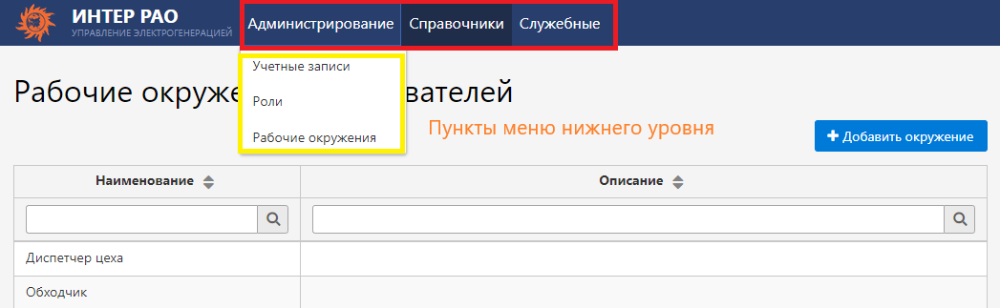 ИНТЕР РАО
УПРАВЛЕНИЕ ЭЛЕКТРОГЕНЕРАЦИЕЙ
Администрирование Справочники Служебные
Учетные записи
Рабочие окруже вателей
Роли
Пункты меню нижнего уровня
Рабочие окружения
Добавить окружение
Наименование Описание
Диспетчер цеха
Обходчик